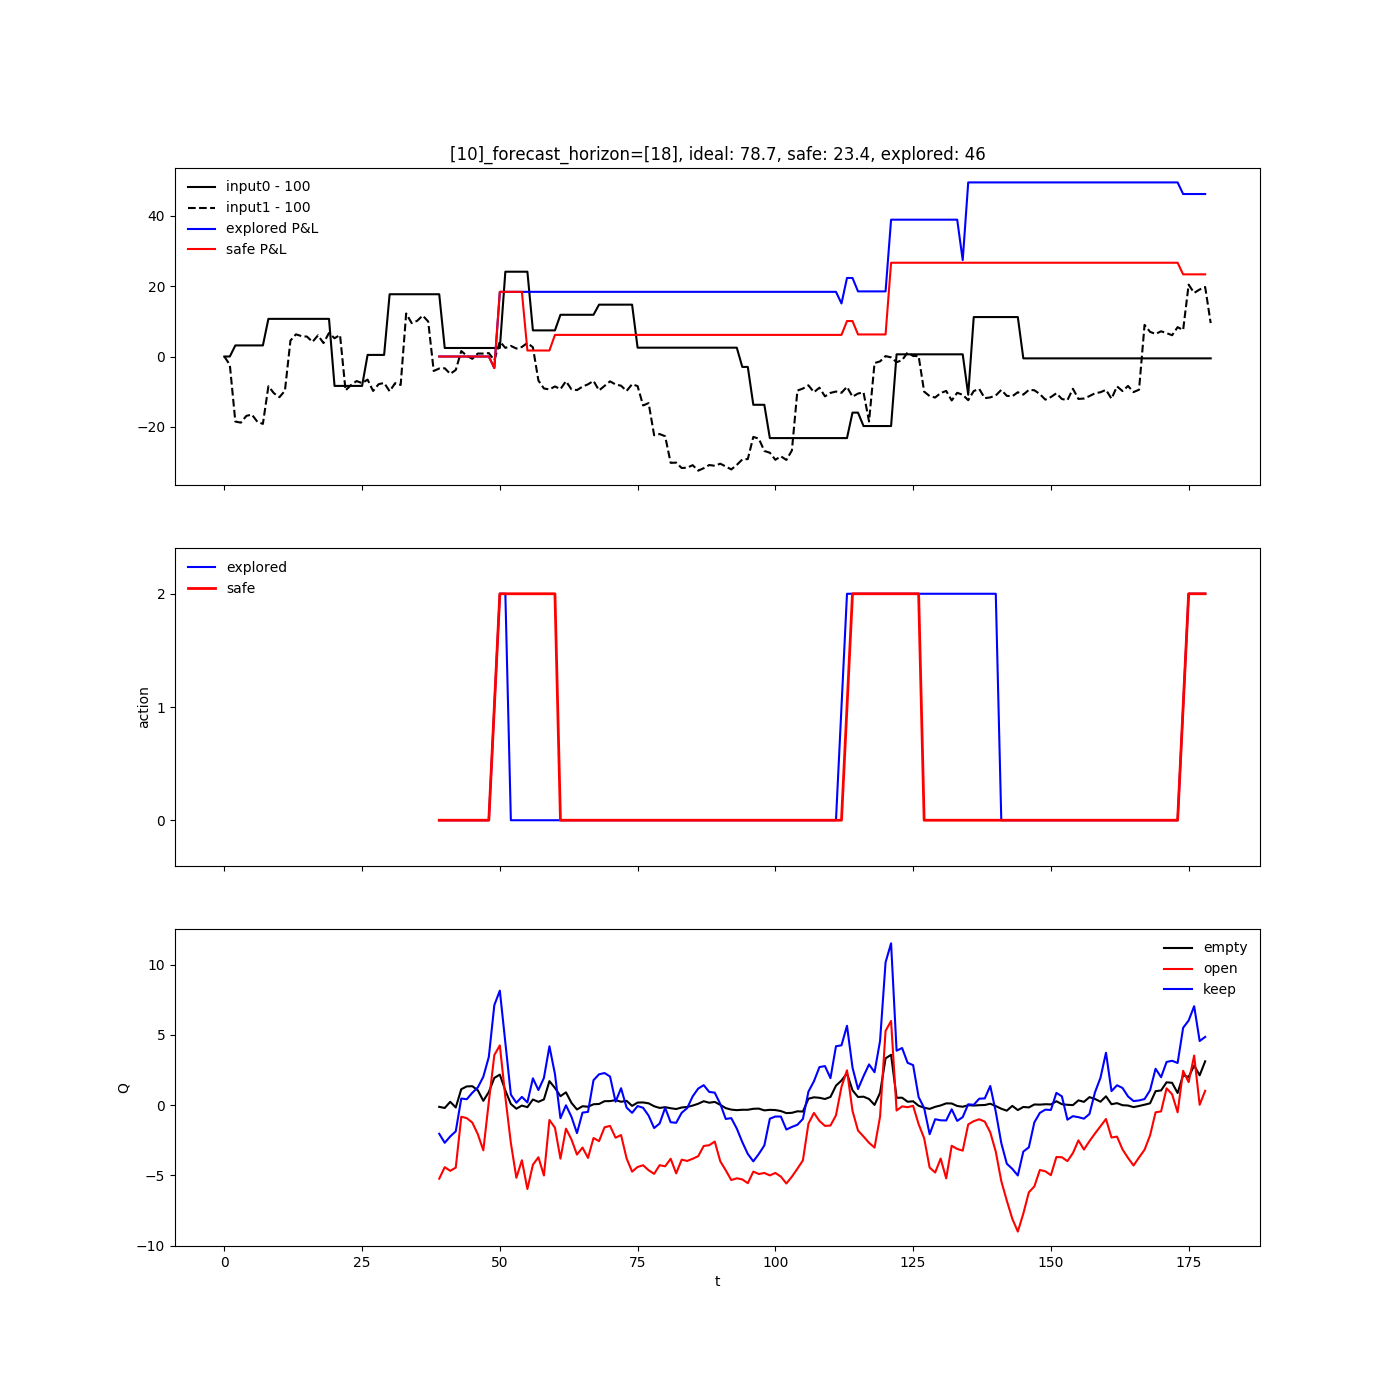 [10]_forecast_horizon=[18], ideal: 78.7, safe: 23.4, explored: 46
input0 - 100
input1 - 100
explored P&L
safe P&L
40
20
0
−20
explored
safe
2
1
0
action
empty
open
keep
10
5
0
−5
−10
Q
0 25 50 75 100 125 150 175
t